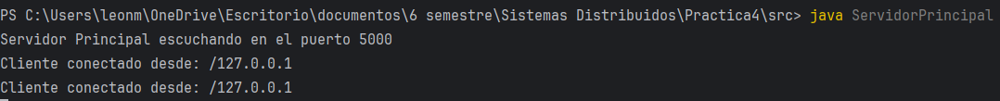 PS C:\Users\leonm\OneDrive\Escritorio\documentos\6 semestre\Sistemas Distribuidos\Practica4\src> java ServidorPrincipal
Servidor Principal escuchando en el puerto 5000
Cliente conectado desde: /127.0.0.1
Cliente conectado desde: /127.0.0.1